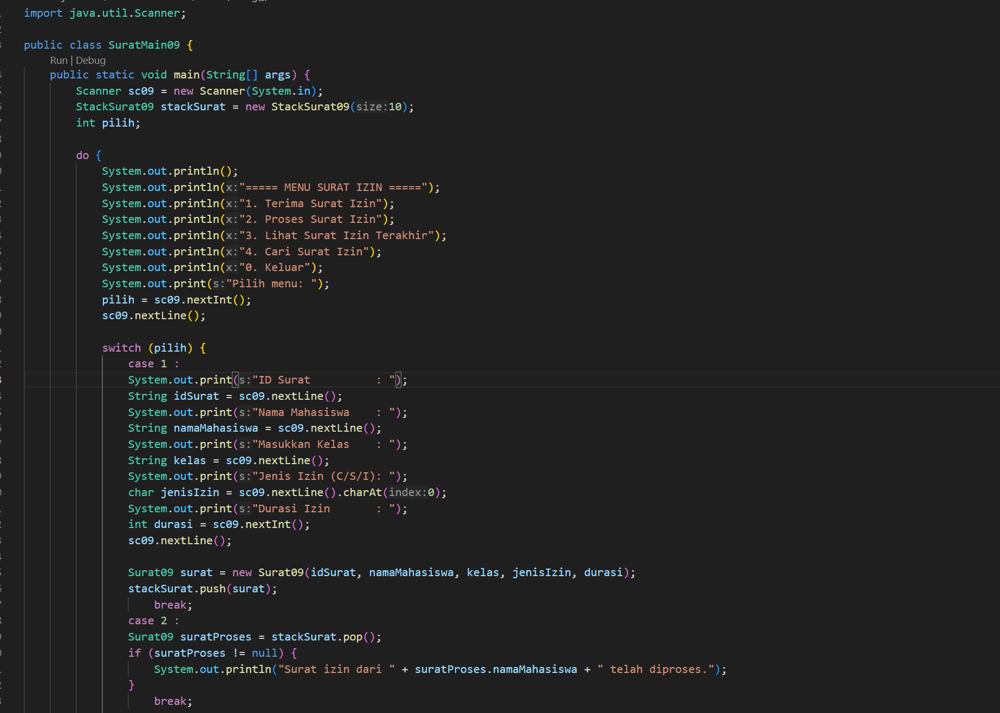 import java.util.Scanner;
public class SuratMain09 {
Run | Debug
public static void main(String[] args) {
Scanner sc09 = new Scanner(System.in);
StackSurat09 stackSurat = new StackSurat09(size:10);
int pilih;
do {
System.out.println();
System.out.println(x:"===== MENU SURAT IZIN =====");
System.out.println(x:"1. Terima Surat Izin");
System.out.println(x:"2. Proses Surat Izin");
System.out.println(x:"3. Lihat Surat Izin Terakhir");
System.out.println(x:"4. Cari Surat Izin");
System.out.println(x:"0. Keluar");
System.out.print(s:"Pilih menu: ");
pilih = sc09.nextInt();
sc09.nextLine();
switch (pilih) {
case 1 :
System.out.print(s:"ID Surat          : ");
String idSurat = sc09.nextLine();
System.out.print(s:"Nama Mahasiswa    : ");
String namaMahasiswa = sc09.nextLine();
System.out.print(s:"Masukkan Kelas    : ");
String kelas = sc09.nextLine();
System.out.print(s:"Jenis Izin (C/S/I): ");
char jenisIzin = sc09.nextLine().charAt(index:0);
System.out.print(s:"Durasi Izin       : ");
int durasi = sc09.nextInt();
sc09.nextLine();
Surat09 surat = new Surat09(idSurat, namaMahasiswa, kelas, jenisIzin, durasi);
stackSurat.push(surat);
break;
case 2 :
Surat09 suratProses = stackSurat.pop();
if (suratProses != null) {
System.out.println("Surat izin dari " + suratProses.namaMahasiswa + " telah diproses.");
}
break;